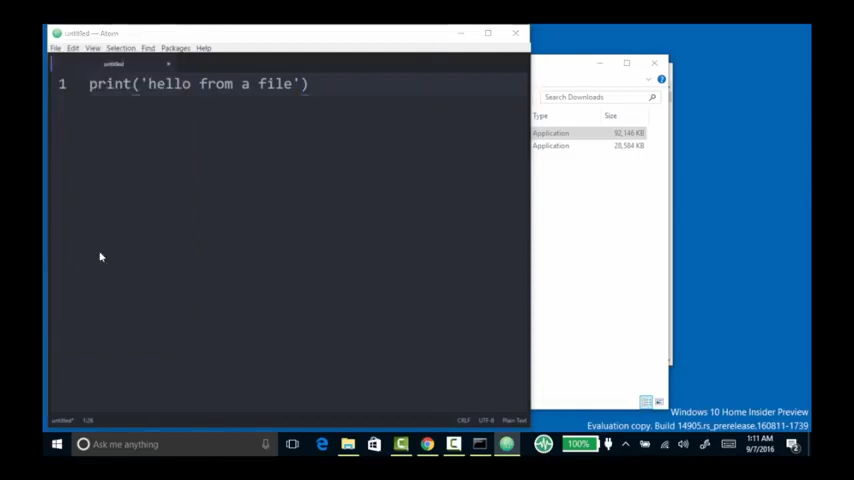 untitled — Atom
File Edit View Selection Find Packages Help
untitled ×
1 print('hello from a file')
untitled* 1:26 CRLF UTF-8 Plain Text
Search Downloads
Type Size
Application 92,146 KB
Application 28,584 KB
Windows 10 Home Insider Preview
Evaluation copy. Build 14905.rs_prerelease.160811-1739
Ask me anything
100%
1:11 AM
9/7/2016
2